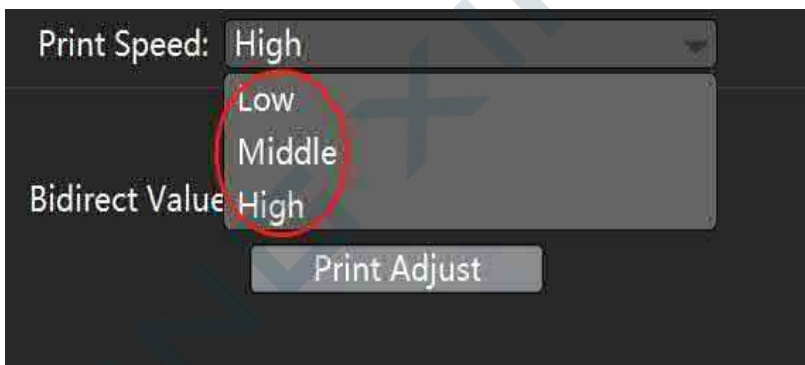 Print Speed: High
Low
Middle
Bidirect Value High
Print Adjust